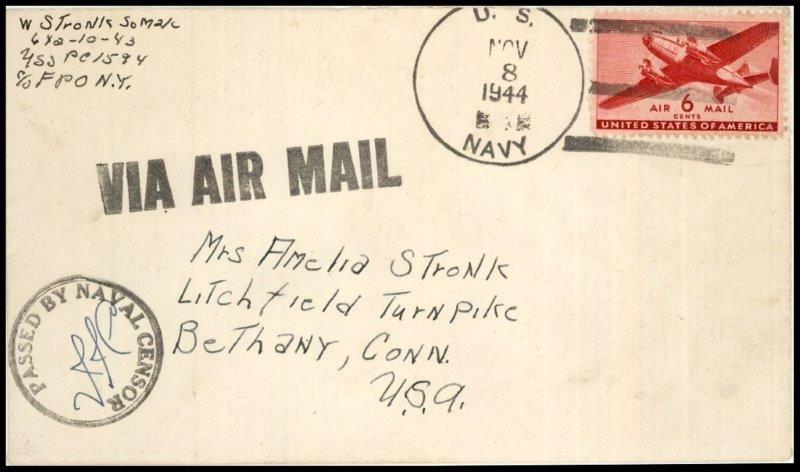 W Stronk SoM2/c
642-10-43
USS PC1594
c/o FPO N.Y.
U. S.
NOV
8
1944
NAVY
AIR 6 MAIL
CENTS
UNITED STATES OF AMERICA
VIA AIR MAIL
Mrs Amelia Stronk
Litchfield Turnpike
Bethany, Conn.
U.S.A.
PASSED BY NAVAL CENSOR